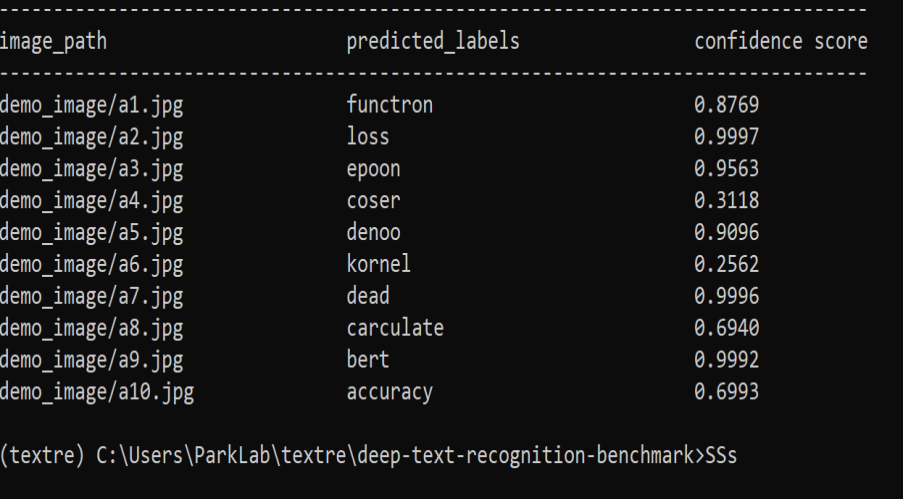 --------------------------------------------------------------------------------
image_path predicted_labels confidence score
--------------------------------------------------------------------------------
demo_image/a1.jpg functron 0.8769
demo_image/a2.jpg loss 0.9997
demo_image/a3.jpg epoon 0.9563
demo_image/a4.jpg coser 0.3118
demo_image/a5.jpg denoo 0.9096
demo_image/a6.jpg kornel 0.2562
demo_image/a7.jpg dead 0.9996
demo_image/a8.jpg carculate 0.6940
demo_image/a9.jpg bert 0.9992
demo_image/a10.jpg accuracy 0.6993
(textre) C:\Users\ParkLab\textre\deep-text-recognition-benchmark>SSs